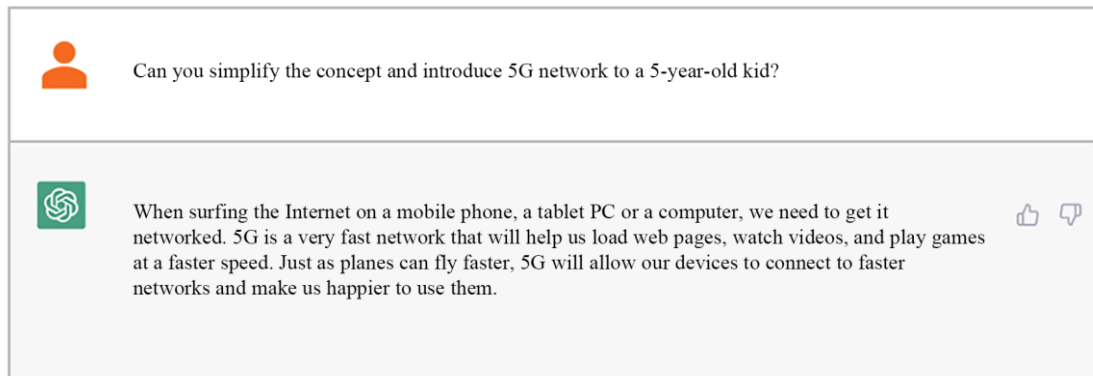 Can you simplify the concept and introduce 5G network to a 5-year-old kid?
When surfing the Internet on a mobile phone, a tablet PC or a computer, we need to get it
networked. 5G is a very fast network that will help us load web pages, watch videos, and play games
at a faster speed. Just as planes can fly faster, 5G will allow our devices to connect to faster
networks and make us happier to use them.